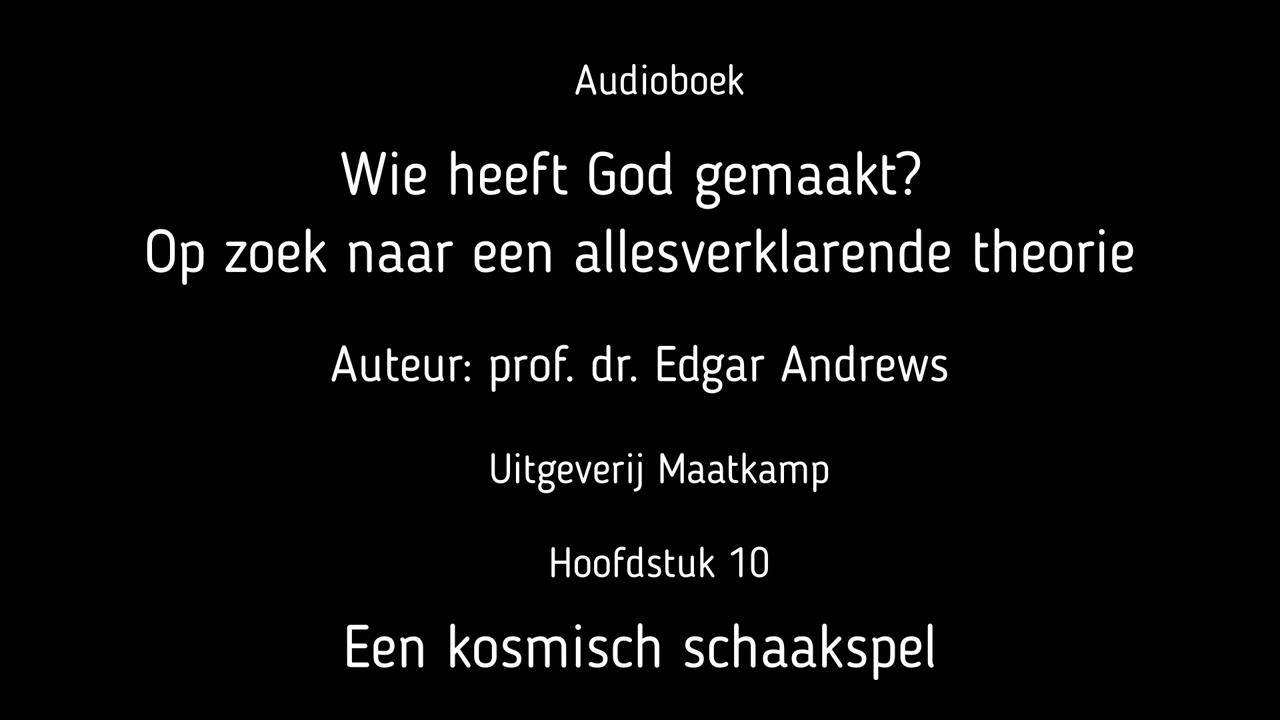 Audioboek
Wie heeft God gemaakt?
Op zoek naar een allesverklarende theorie
Auteur: prof. dr. Edgar Andrews
Uitgeverij Maatkamp
Hoofdstuk 10
Een kosmisch schaakspel